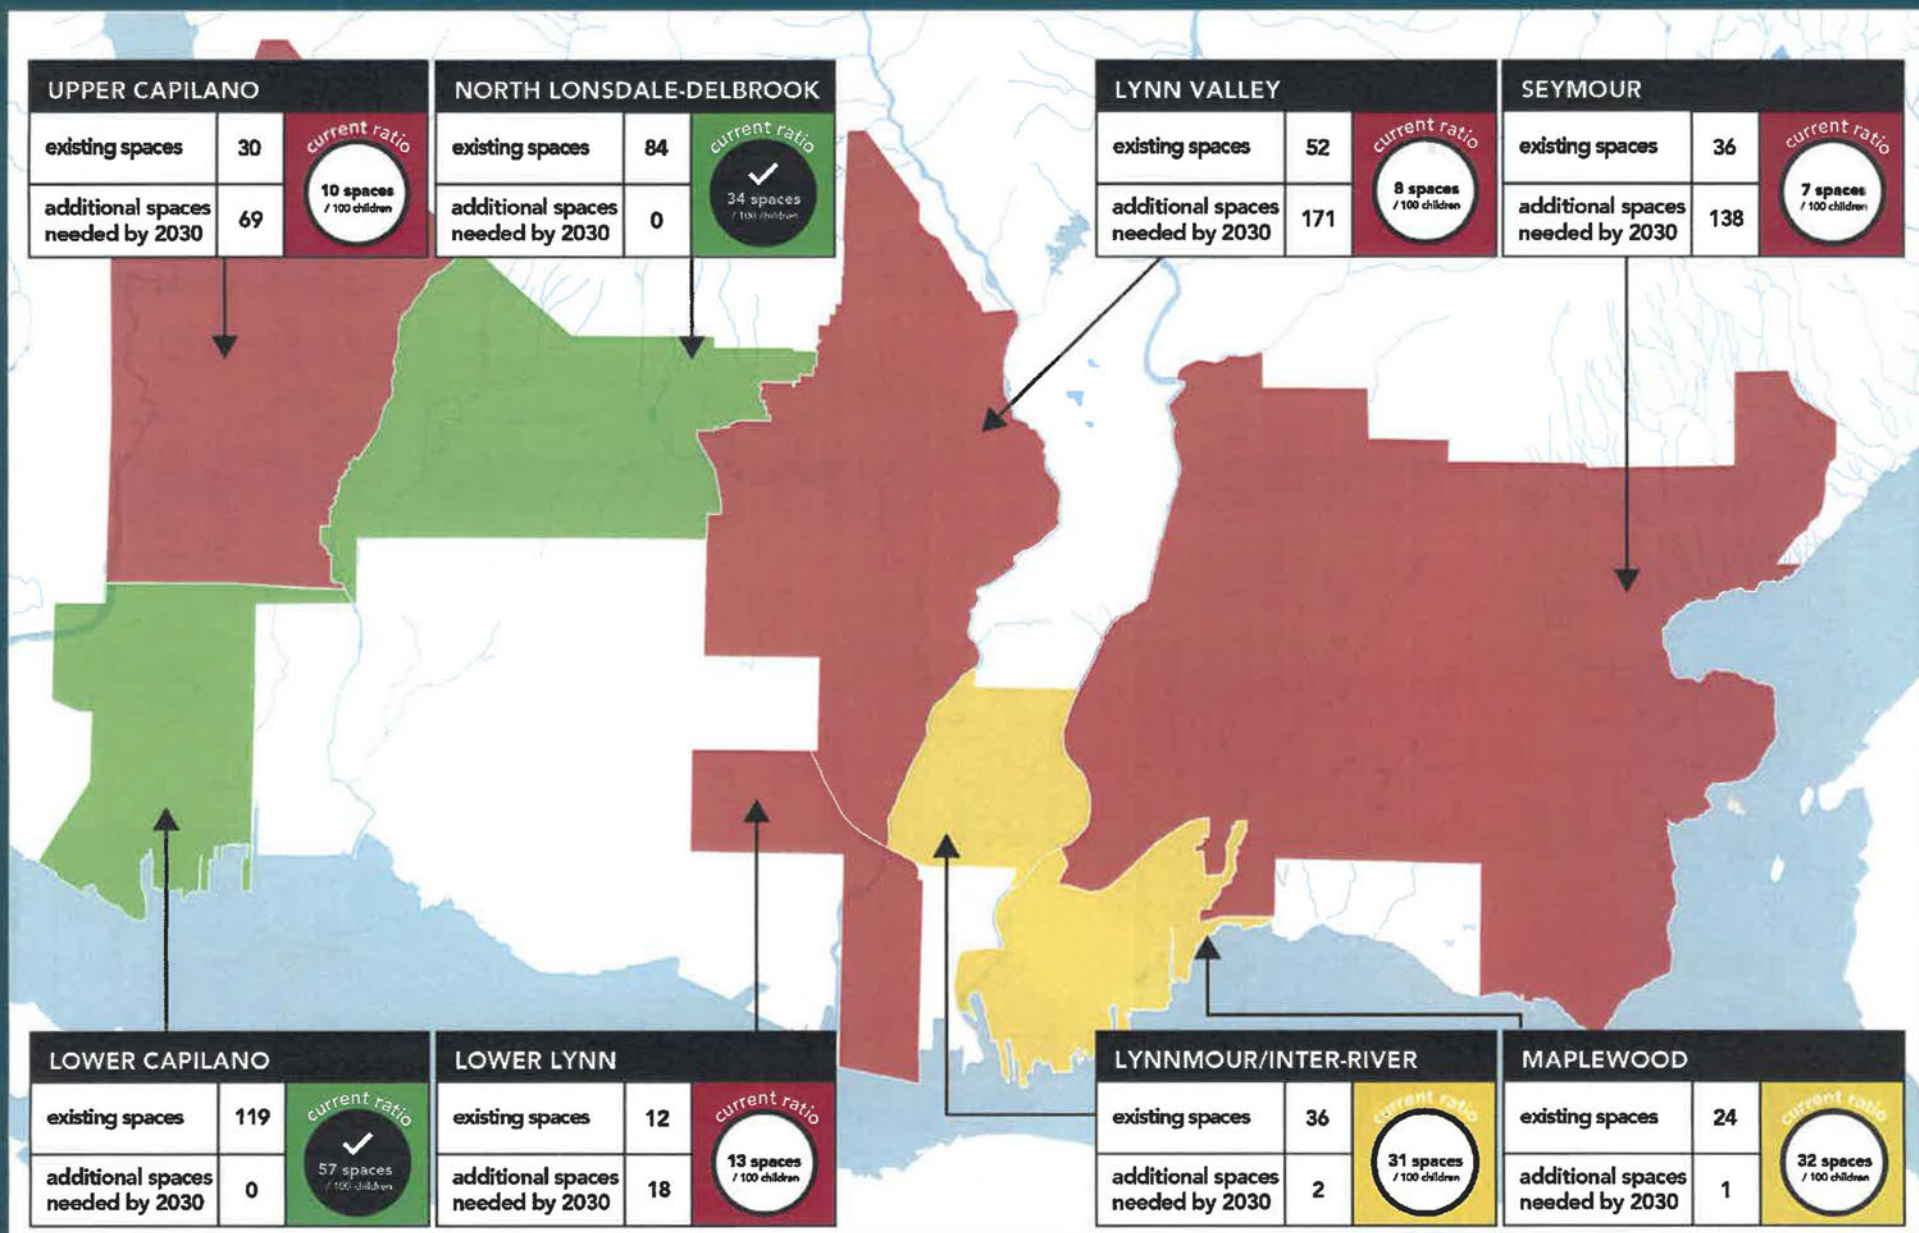 UPPER CAPILANO
existing spaces 30
additional spaces
needed by 2030 69
current ratio
10 spaces
/ 100 children
NORTH LONSDALE-DELBROOK
existing spaces 84
additional spaces
needed by 2030 0
current ratio
34 spaces
/ 100 children
LYNN VALLEY
existing spaces 52
additional spaces
needed by 2030 171
current ratio
8 spaces
/ 100 children
SEYMOUR
existing spaces 36
additional spaces
needed by 2030 138
current ratio
7 spaces
/ 100 children
LOWER CAPILANO
existing spaces 119
additional spaces
needed by 2030 0
current ratio
57 spaces
/ 100 children
LOWER LYNN
existing spaces 12
additional spaces
needed by 2030 18
current ratio
13 spaces
/ 100 children
LYNNMOUR/INTER-RIVER
existing spaces 36
additional spaces
needed by 2030 2
current ratio
31 spaces
/ 100 children
MAPLEWOOD
existing spaces 24
additional spaces
needed by 2030 1
current ratio
32 spaces
/ 100 children